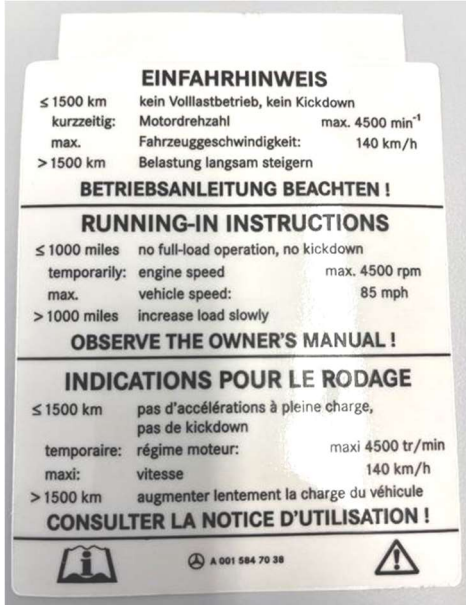 EINFAHRHINWEIS
≤ 1500 km kein Volllastbetrieb, kein Kickdown
kurzzeitig: Motordrehzahl max. 4500 min⁻¹
max. Fahrzeuggeschwindigkeit: 140 km/h
> 1500 km Belastung langsam steigern
BETRIEBSANLEITUNG BEACHTEN !
RUNNING-IN INSTRUCTIONS
≤ 1000 miles no full-load operation, no kickdown
temporarily: engine speed max. 4500 rpm
max. vehicle speed: 85 mph
> 1000 miles increase load slowly
OBSERVE THE OWNER'S MANUAL !
INDICATIONS POUR LE RODAGE
≤ 1500 km pas d'accélérations à pleine charge,
pas de kickdown
temporaire: régime moteur: maxi 4500 tr/min
maxi: vitesse 140 km/h
> 1500 km augmenter lentement la charge du véhicule
CONSULTER LA NOTICE D'UTILISATION !
A 001 584 70 38